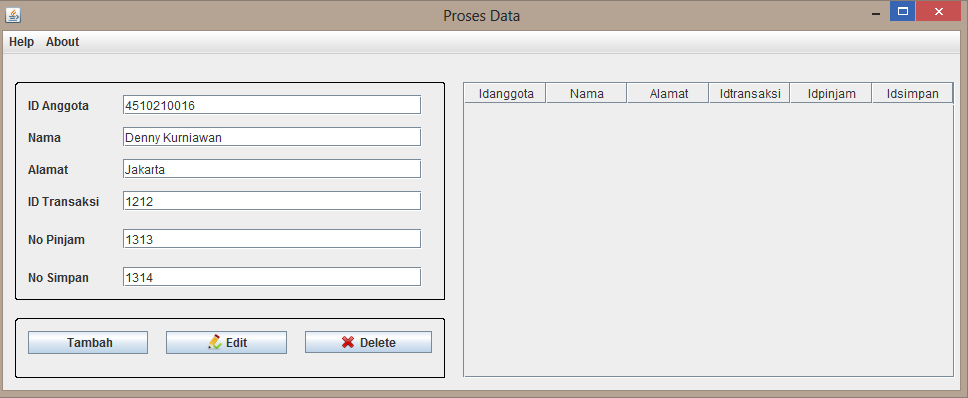 Proses Data
Help About
ID Anggota 4510210016
Nama Denny Kurniawan
Alamat Jakarta
ID Transaksi 1212
No Pinjam 1313
No Simpan 1314
Tambah Edit Delete
Idanggota Nama Alamat Idtransaksi Idpinjam Idsimpan